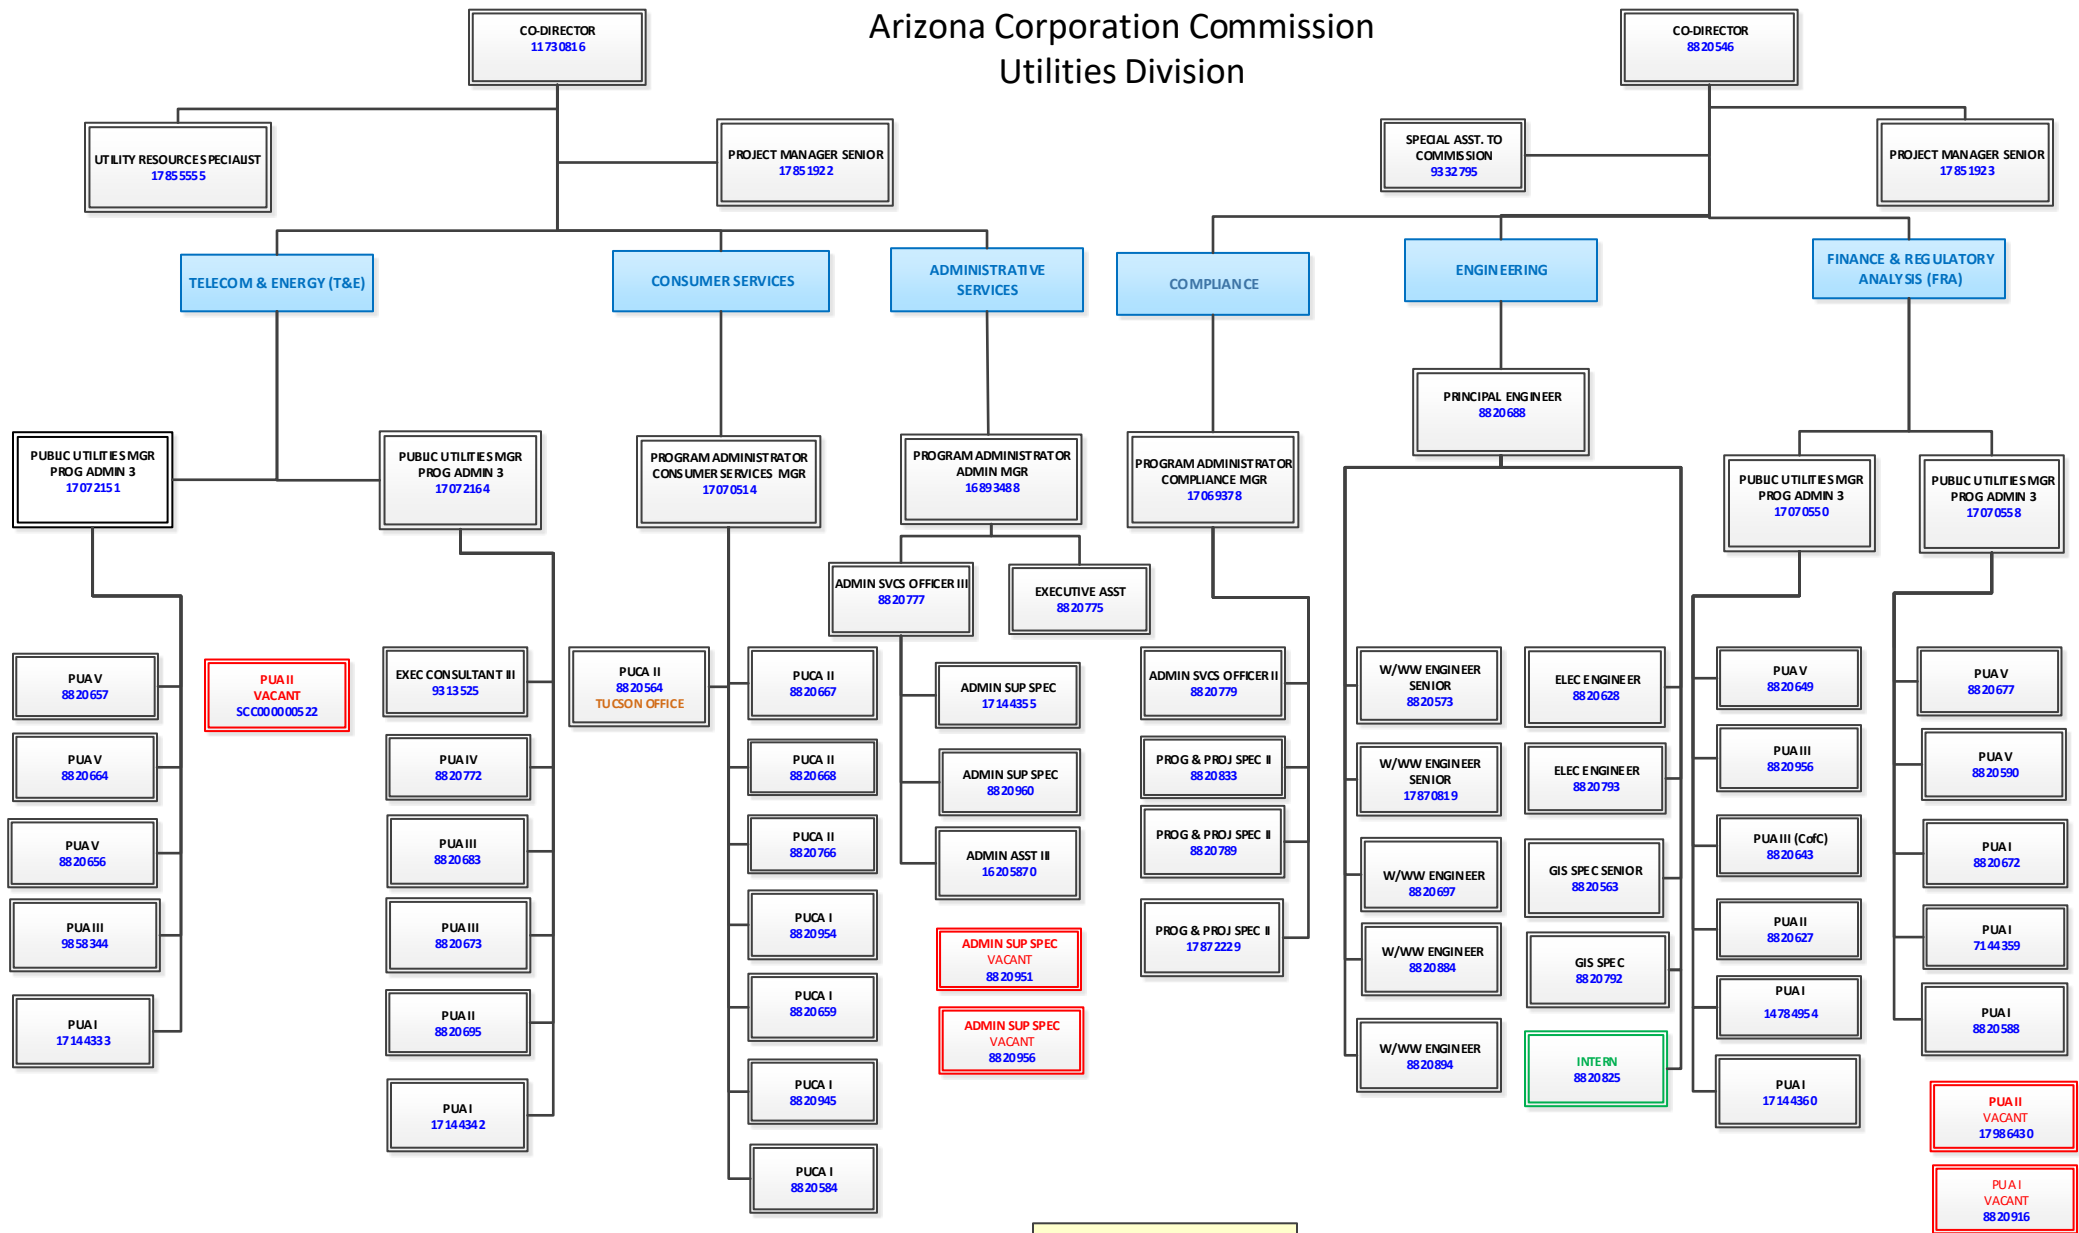 Arizona Corporation Commission
Utilities Division
CO-DIRECTOR
11730816
CO-DIRECTOR
8820546
UTILITY RESOURCE SPECIALIST
17855555
PROJECT MANAGER SENIOR
17851922
SPECIAL ASST. TO
COMMISSION
9332795
PROJECT MANAGER SENIOR
17851923
TELECOM & ENERGY (T&E)
CONSUMER SERVICES
ADMINISTRATIVE
SERVICES
COMPLIANCE
ENGINEERING
FINANCE & REGULATORY
ANALYSIS (FRA)
PRINCIPAL ENGINEER
8820688
PUBLIC UTILITIES MGR
PROG ADMIN 3
17072151
PUBLIC UTILITIES MGR
PROG ADMIN 3
17072164
PROGRAM ADMINISTRATOR
CONSUMER SERVICES MGR
17070514
PROGRAM ADMINISTRATOR
ADMIN MGR
16893488
PROGRAM ADMINISTRATOR
COMPLIANCE MGR
17069378
PUBLIC UTILITIES MGR
PROG ADMIN 3
17070550
PUBLIC UTILITIES MGR
PROG ADMIN 3
17070558
ADMIN SVCS OFFICER III
8820777
EXECUTIVE ASST
8820775
PUA V
8820657
PUA V
8820664
PUA V
8820656
PUA III
9858344
PUA I
17144333
PUA II
VACANT
SCC000000522
EXEC CONSULTANT III
9313525
PUA IV
8820772
PUA III
8820683
PUA III
8820673
PUA II
8820695
PUA I
17144342
PUCA II
8820564
TUCSON OFFICE
PUCA II
8820667
PUCA II
8820668
PUCA II
8820766
PUCA I
8820954
PUCA I
8820659
PUCA I
8820945
PUCA I
8820584
ADMIN SUP SPEC
17144355
ADMIN SUP SPEC
8820960
ADMIN ASST III
16205870
ADMIN SUP SPEC
VACANT
8820951
ADMIN SUP SPEC
VACANT
8820956
ADMIN SVCS OFFICER II
8820779
PROG & PROJ SPEC II
8820833
PROG & PROJ SPEC II
8820789
PROG & PROJ SPEC II
17872229
W/WW ENGINEER
SENIOR
8820573
W/WW ENGINEER
SENIOR
17870819
W/WW ENGINEER
8820697
W/WW ENGINEER
8820884
W/WW ENGINEER
8820894
ELEC ENGINEER
8820628
ELEC ENGINEER
8820793
GIS SPEC SENIOR
8820563
GIS SPEC
8820792
INTERN
8820825
PUA V
8820649
PUA III
8820956
PUA III (CofC)
8820643
PUA II
8820627
PUA I
14784954
PUA I
17144360
PUA V
8820677
PUA V
8820590
PUA I
8820672
PUA I
7144359
PUA I
8820588
PUA II
VACANT
17986430
PUA I
VACANT
8820916